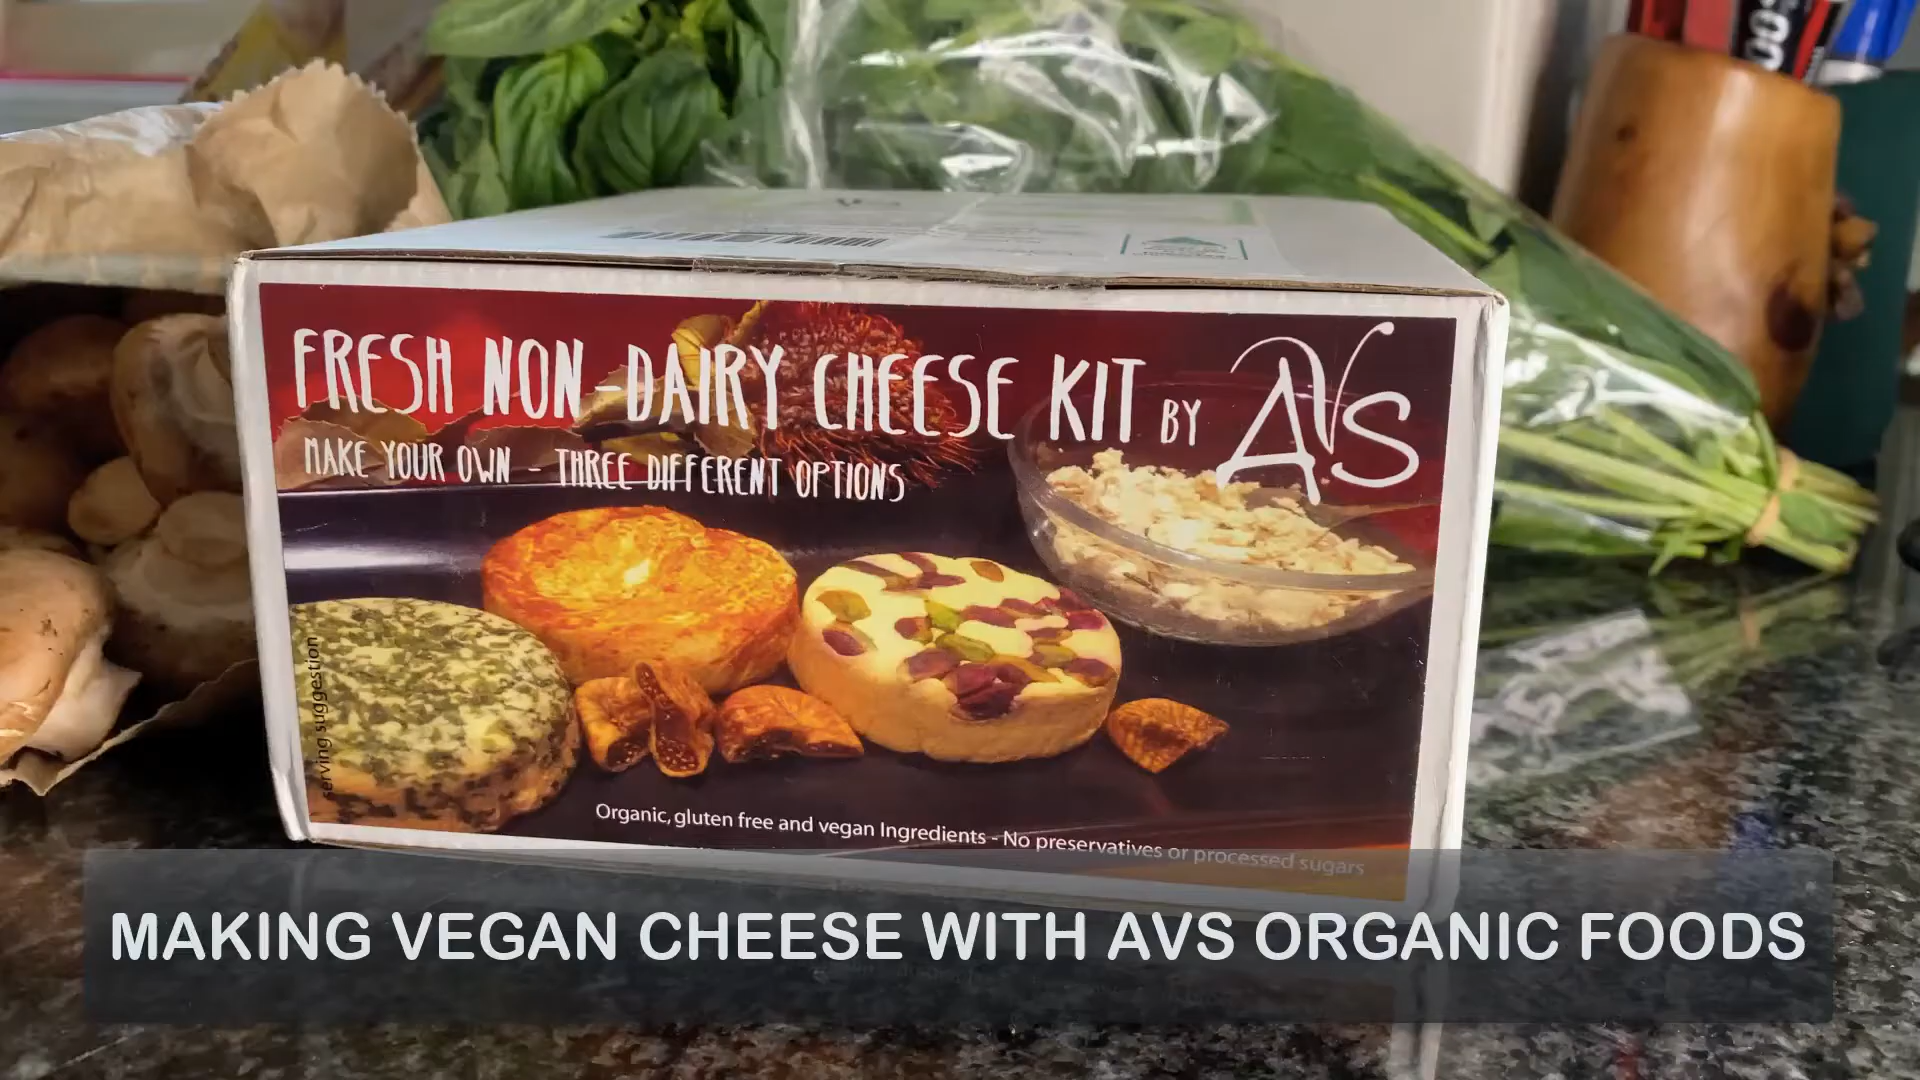 FRESH NON-DAIRY CHEESE KIT BY AVS
MAKE YOUR OWN - THREE DIFFERENT OPTIONS
serving suggestion
Organic, gluten free and vegan Ingredients - No preservatives or processed sugars
MAKING VEGAN CHEESE WITH AVS ORGANIC FOODS